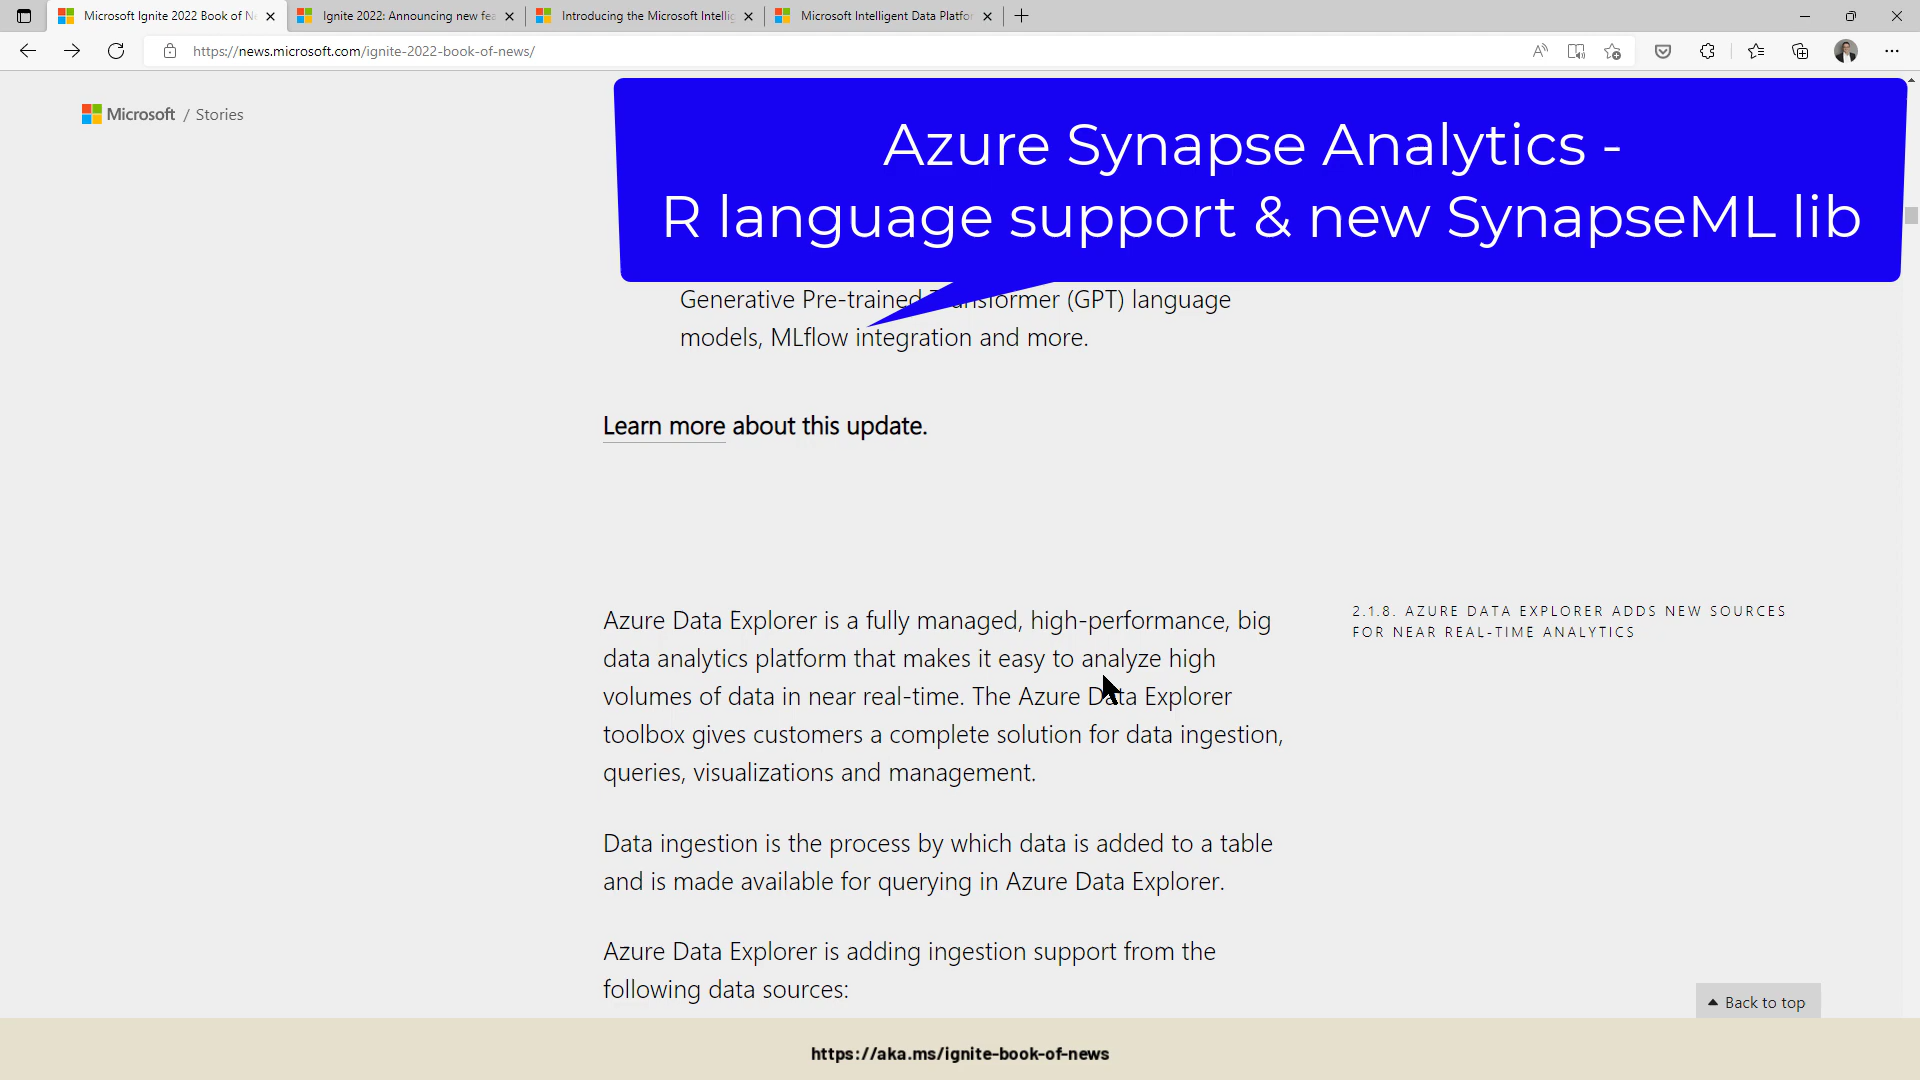 Microsoft Ignite 2022 Book of Ne
Ignite 2022: Announcing new fea
Introducing the Microsoft Intellig
Microsoft Intelligent Data Platfor
https://news.microsoft.com/ignite-2022-book-of-news/
Microsoft / Stories
Azure Synapse Analytics -
R language support & new SynapseML lib
Generative Pre-trained Transformer (GPT) language
models, MLflow integration and more.
Learn more about this update.
Azure Data Explorer is a fully managed, high-performance, big
data analytics platform that makes it easy to analyze high
volumes of data in near real-time. The Azure Data Explorer
toolbox gives customers a complete solution for data ingestion,
queries, visualizations and management.
2.1.8. AZURE DATA EXPLORER ADDS NEW SOURCES
FOR NEAR REAL-TIME ANALYTICS
Data ingestion is the process by which data is added to a table
and is made available for querying in Azure Data Explorer.
Azure Data Explorer is adding ingestion support from the
following data sources:
Back to top
https://aka.ms/ignite-book-of-news